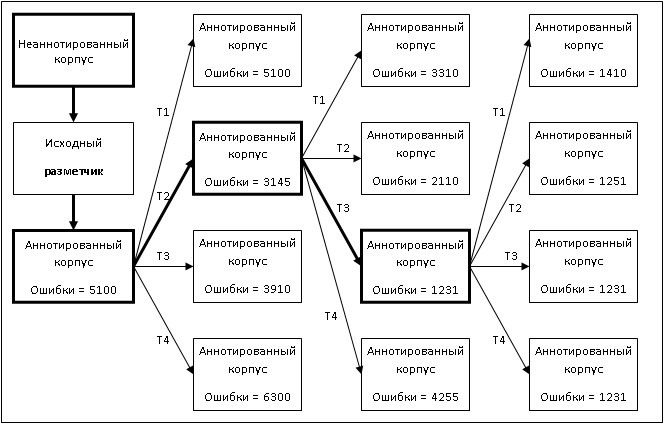 Неаннотированный
корпус
Исходный
разметчик
Аннотированный
корпус
Ошибки = 5100
T1
T2
T3
T4
Аннотированный
корпус
Ошибки = 5100
Аннотированный
корпус
Ошибки = 3145
Аннотированный
корпус
Ошибки = 3910
Аннотированный
корпус
Ошибки = 6300
T1
T2
T3
T4
Аннотированный
корпус
Ошибки = 3310
Аннотированный
корпус
Ошибки = 2110
Аннотированный
корпус
Ошибки = 1231
Аннотированный
корпус
Ошибки = 4255
T1
T2
T3
T4
Аннотированный
корпус
Ошибки = 1410
Аннотированный
корпус
Ошибки = 1251
Аннотированный
корпус
Ошибки = 1231
Аннотированный
корпус
Ошибки = 1231